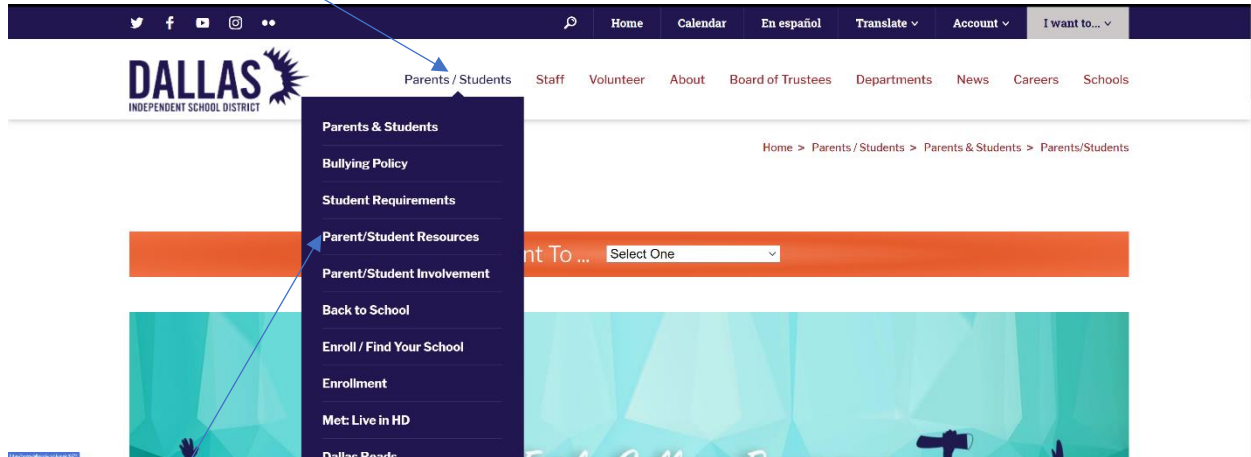 Home Calendar En español Translate Account I want to...
DALLAS
INDEPENDENT SCHOOL DISTRICT
Parents / Students Staff Volunteer About Board of Trustees Departments News Careers Schools
Parents & Students
Home > Parents / Students > Parents & Students > Parents/Students
Bullying Policy
Student Requirements
Parent/Student Resources
nt To ... Select One
Parent/Student Involvement
Back to School
Enroll / Find Your School
Enrollment
Met: Live in HD
Dallas Reads